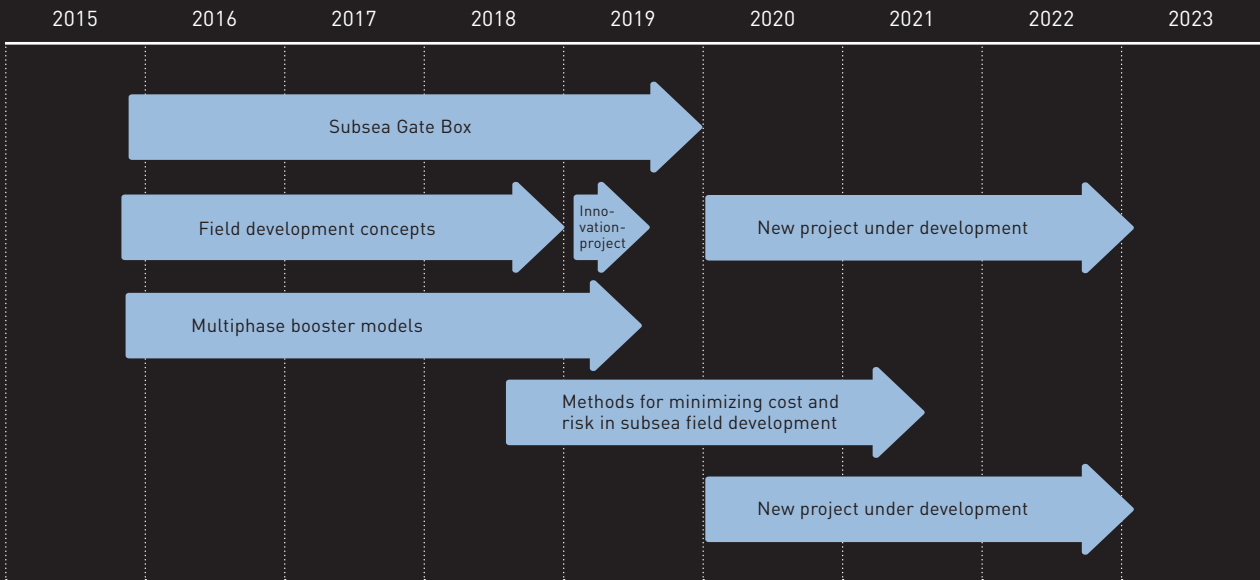 2015 2016 2017 2018 2019 2020 2021 2022 2023
Subsea Gate Box
Field development concepts
Inno-
vation-
project
New project under development
Multiphase booster models
Methods for minimizing cost and
risk in subsea field development
New project under development